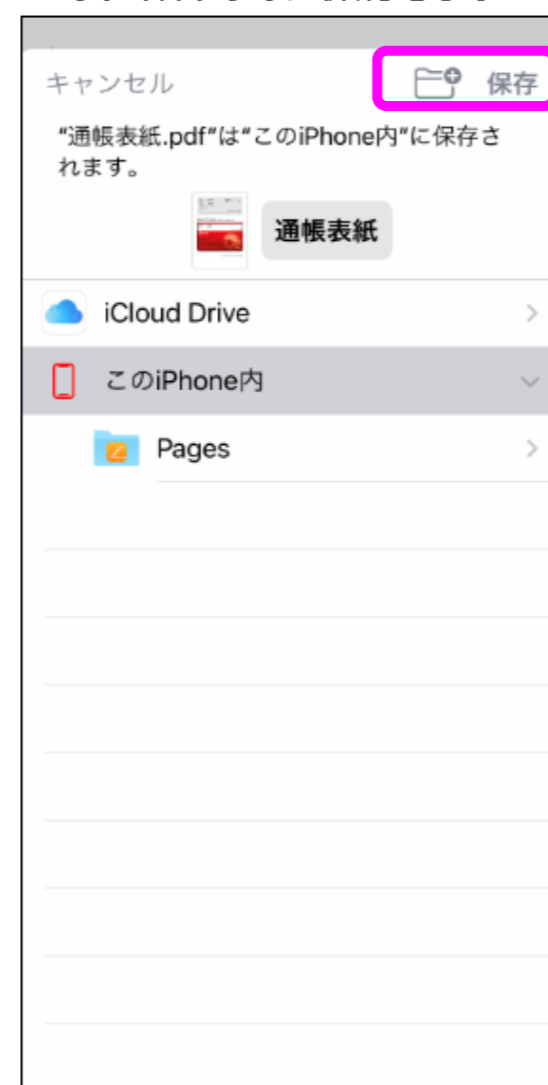 キャンセル
保存
“通帳表紙.pdf”は“このiPhone内”に保存さ
れます。
通帳表紙
iCloud Drive
このiPhone内
Pages